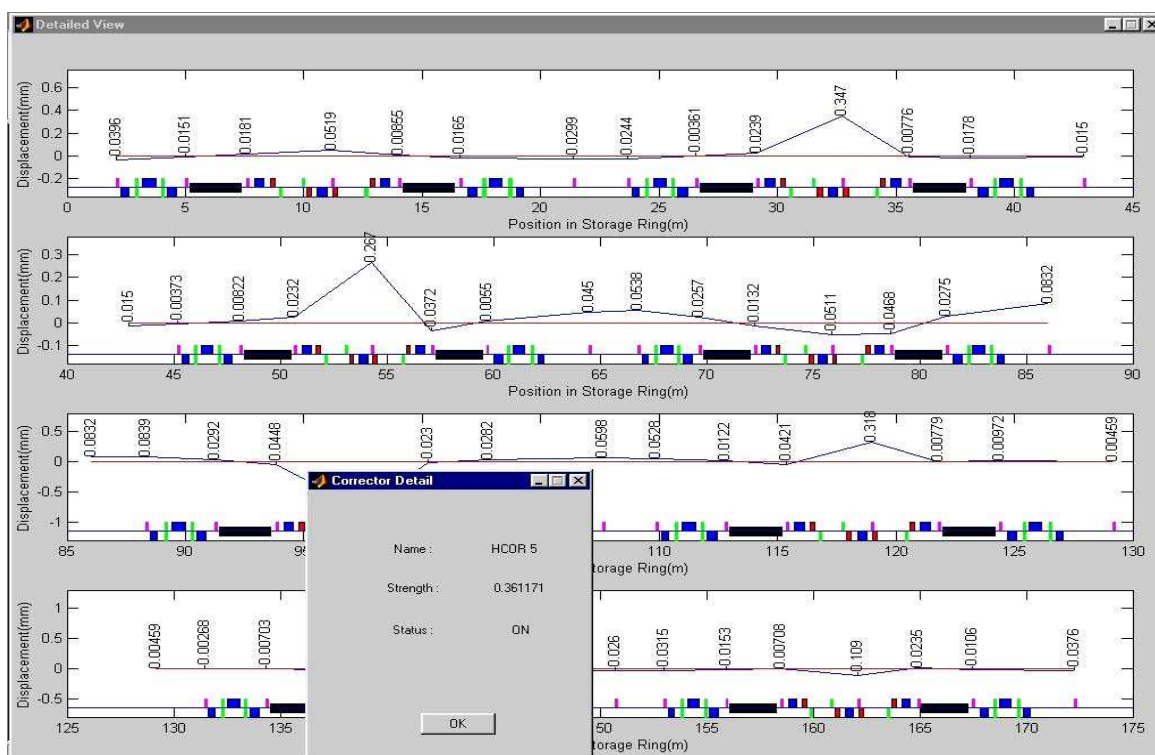 Detailed View
0.0396 0.0151 0.0181 0.0519 0.00855 0.0165 0.0299 0.0244 0.00361 0.0239 0.347 0.00776 0.0178 0.015
Displacement(mm)
0.6
0.4
0.2
0
-0.2
0 5 10 15 20 25 30 35 40 45
Position in Storage Ring(m)
0.015 0.00373 0.00822 0.0232 0.267 0.0372 0.0055 0.045 0.0538 0.0257 0.0132 0.0511 0.0468 0.0275 0.0832
Displacement(mm)
0.3
0.2
0.1
0
-0.1
40 45 50 55 60 65 70 75 80 85 90
Position in Storage Ring(m)
0.0832 0.0839 0.0292 0.0448 0.023 0.0282 0.0598 0.0528 0.0122 0.0421 0.318 0.00779 0.00972 0.00459
Displacement(mm)
0.5
0
-0.5
-1
85 90 95 110 115 120 125 130
Storage Ring(m)
Corrector Detail
Name : HCOR 5
Strength : 0.361171
Status : ON
OK
0.00459 0.00268 0.00703 0.026 0.0315 0.0153 0.00708 0.109 0.0235 0.0106 0.0376
Displacement(mm)
1
0.5
0
-0.5
125 130 135 150 155 160 165 170 175
Storage Ring(m)